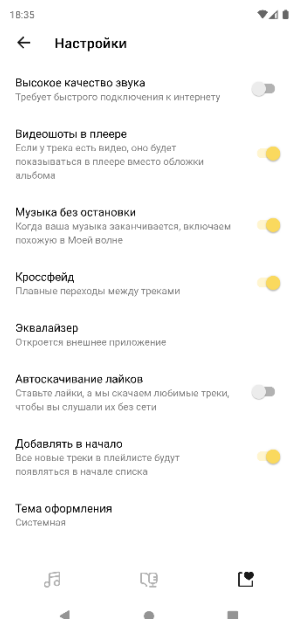 18:35
Настройки
Высокое качество звука
Требует быстрого подключения к интернету
Видеошоты в плеере
Если у трека есть видео, оно будет
показываться в плеере вместо обложки
альбома
Музыка без остановки
Когда ваша музыка заканчивается, включаем
похожую в Моей волне
Кроссфейд
Плавные переходы между треками
Эквалайзер
Откроется внешнее приложение
Автоскачивание лайков
Ставьте лайки, а мы скачаем любимые треки,
чтобы вы слушали их без сети
Добавлять в начало
Все новые треки в плейлисте будут
появляться в начале списка
Тема оформления
Системная